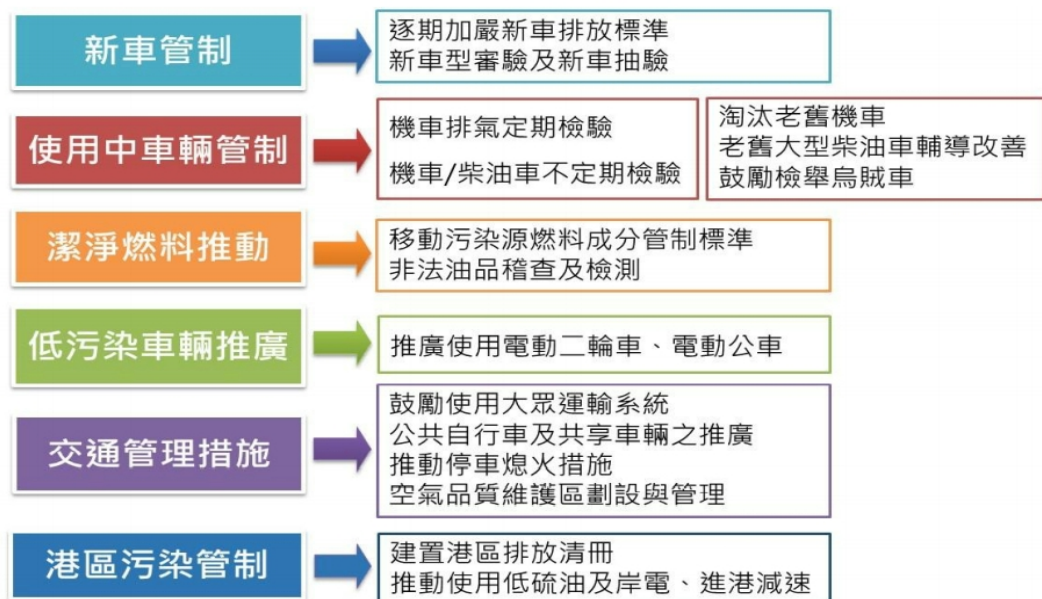 新車管制
逐期加嚴新車排放標準
新車型審驗及新車抽驗
使用中車輛管制
機車排氣定期檢驗
機車/柴油車不定期檢驗
淘汰老舊機車
老舊大型柴油車輔導改善
鼓勵檢舉烏賊車
潔淨燃料推動
移動污染源燃料成分管制標準
非法油品稽查及檢測
低污染車輛推廣
推廣使用電動二輪車、電動公車
交通管理措施
鼓勵使用大眾運輸系統
公共自行車及共享車輛之推廣
推動停車熄火措施
空氣品質維護區劃設與管理
港區污染管制
建置港區排放清冊
推動使用低硫油及岸電、進港減速